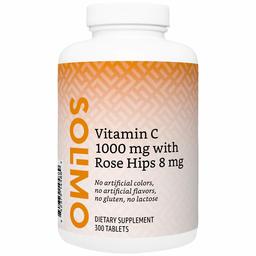 SOLIMO
Vitamin C
1000 mg with
Rose Hips 8 mg
No artificial colors,
no artificial flavors,
no gluten, no lactose
DIETARY SUPPLEMENT
300 TABLETS